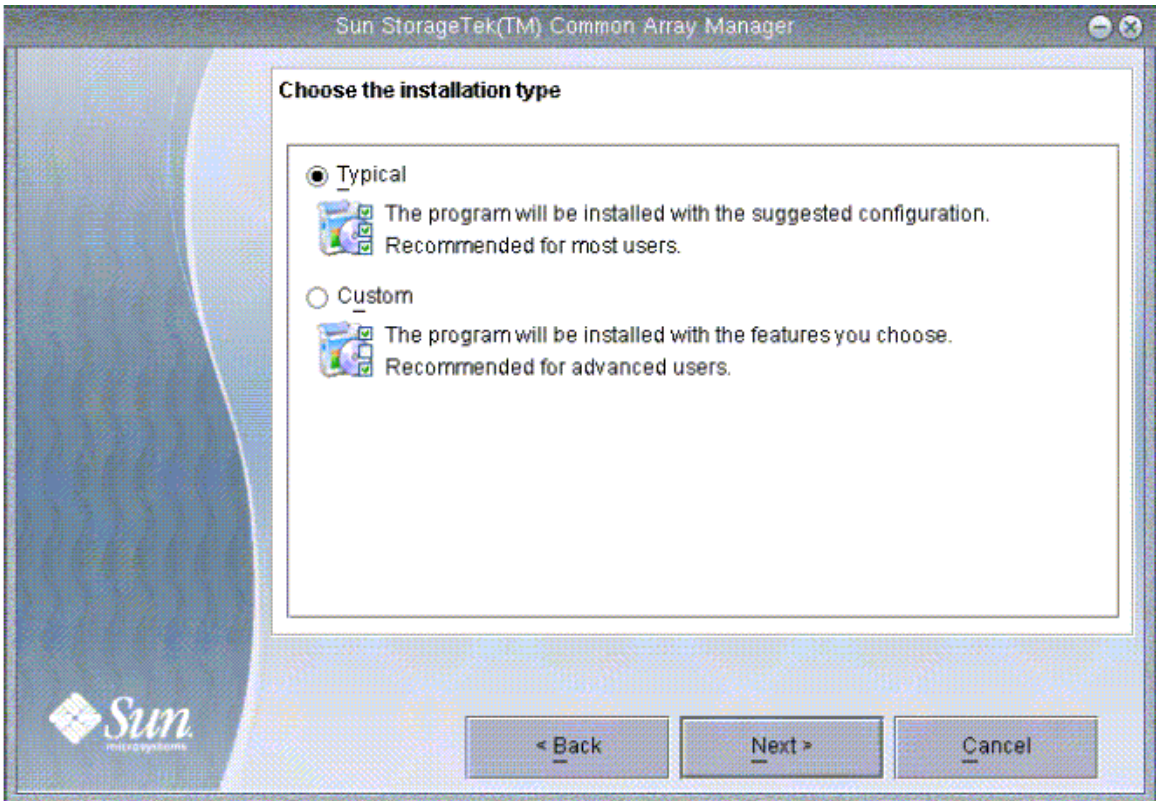 Sun StorageTek(TM) Common Array Manager
Choose the installation type
Typical
The program will be installed with the suggested configuration.
Recommended for most users.
Custom
The program will be installed with the features you choose.
Recommended for advanced users.
Sun
microsystems
< Back
Next >
Cancel